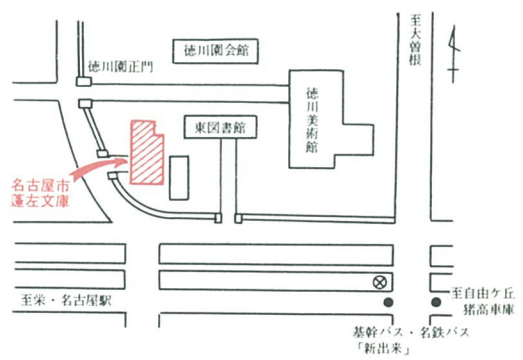 徳川園会館
至大曽根
徳川園正門
徳川美術館
東図書館
名古屋市
蓬左文庫
至栄・名古屋駅
至自由ケ丘
猪高車庫
基幹バス・名鉄バス
「新出来」